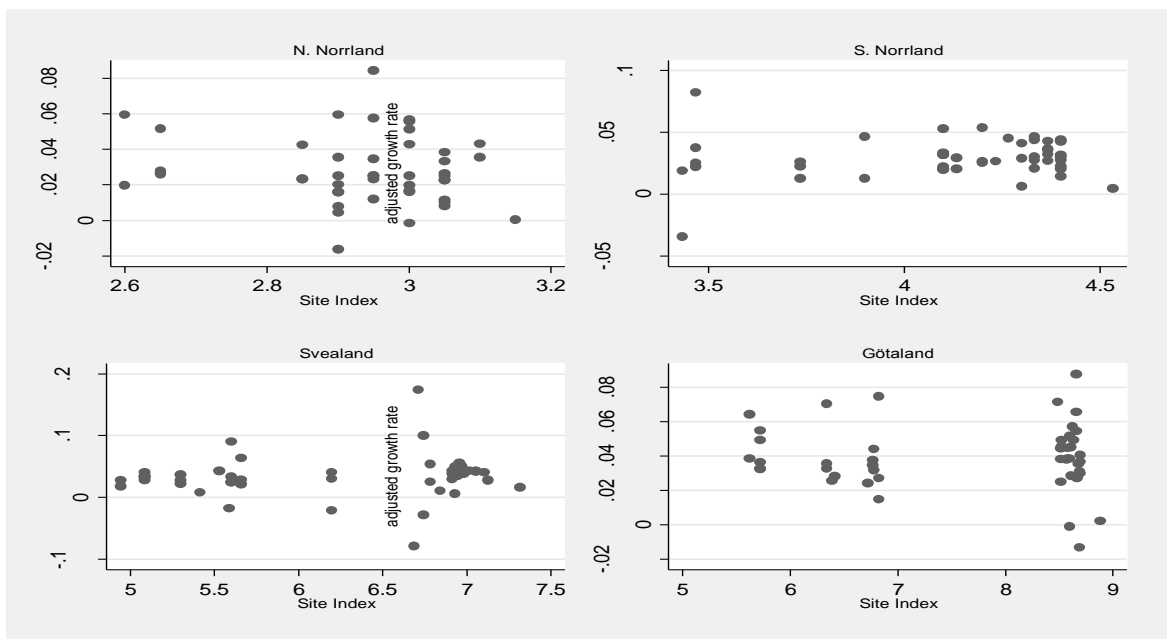 N. Norrland
.08
.06
.04
.02
0
-.02
adjusted growth rate
2.6 2.8 3 3.2
Site Index
S. Norrland
.1
.05
0
-.05
3.5 4 4.5
Site Index
Svealand
.2
.1
0
-.1
adjusted growth rate
5 5.5 6 6.5 7 7.5
Site Index
Götaland
.08
.06
.04
.02
0
-.02
5 6 7 8 9
Site Index